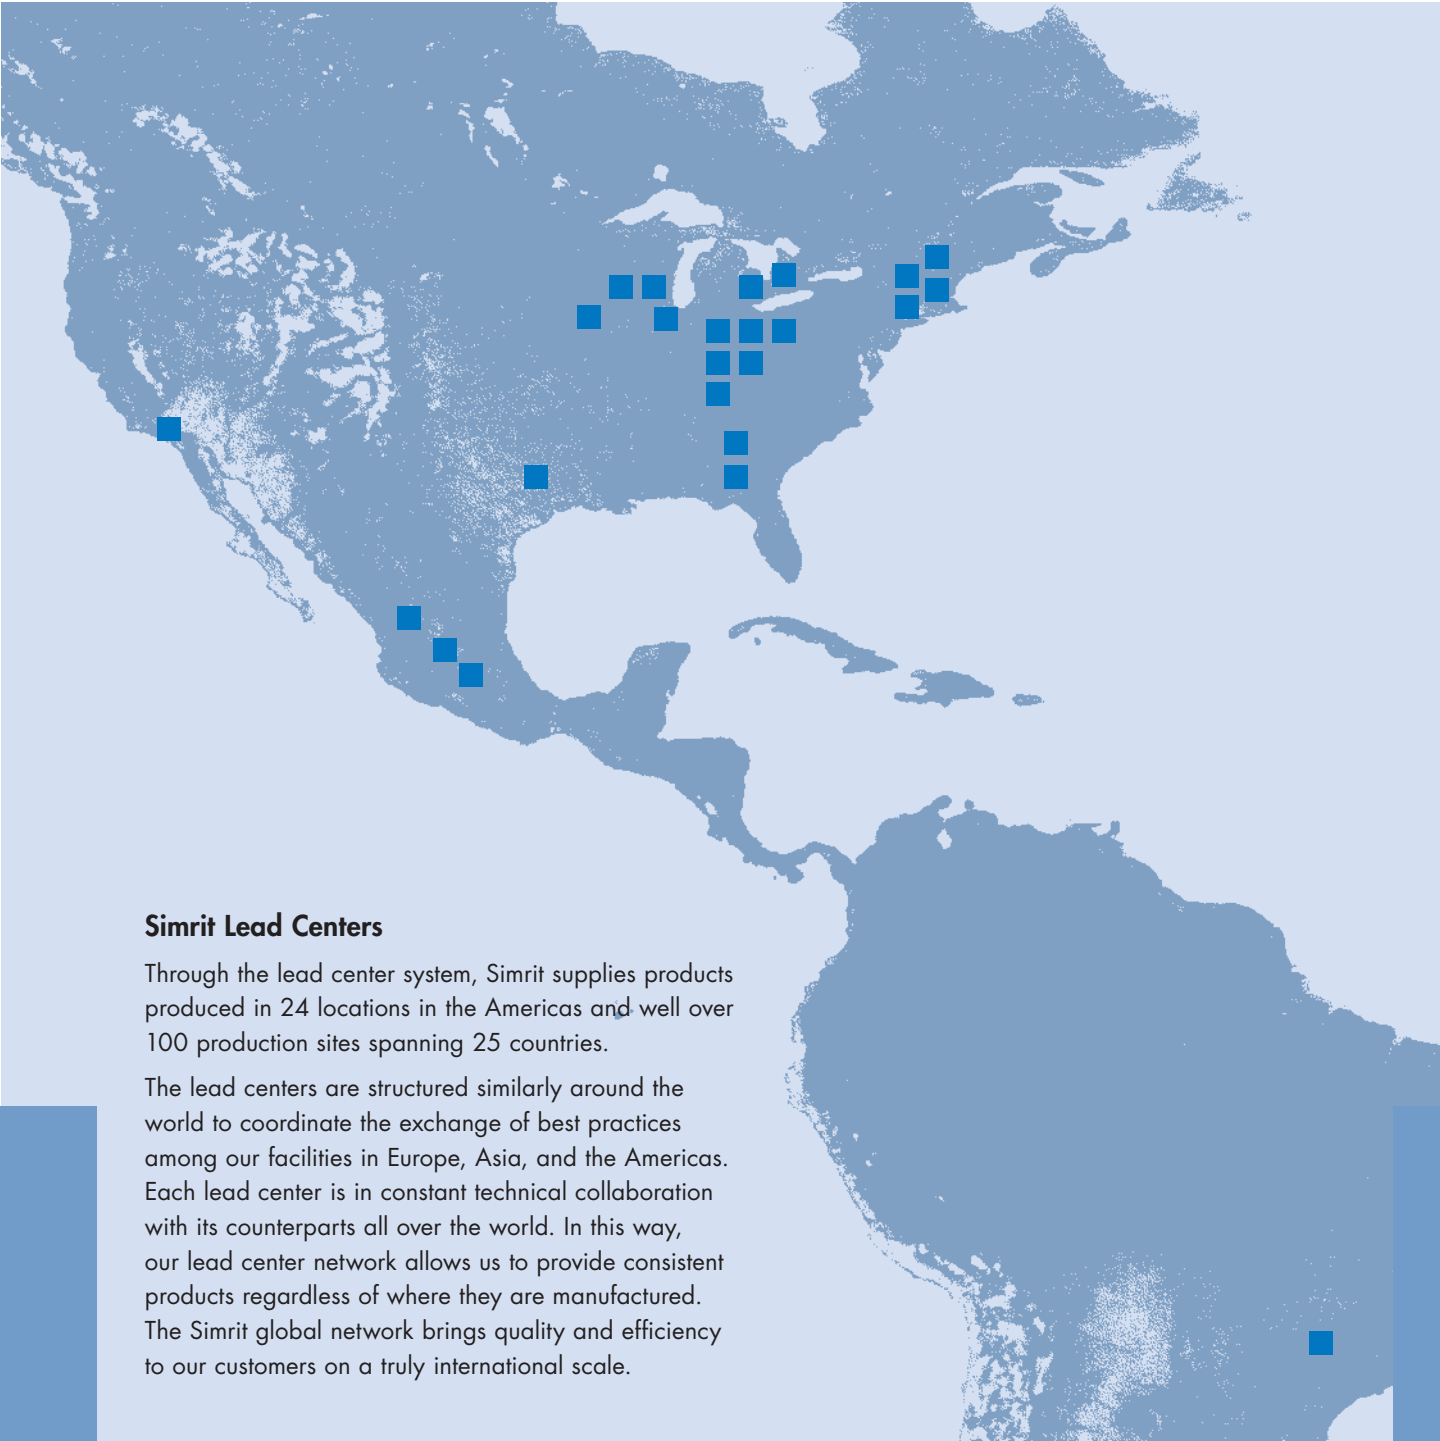 Simrit Lead Centers
Through the lead center system, Simrit supplies products
produced in 24 locations in the Americas and well over
100 production sites spanning 25 countries.
The lead centers are structured similarly around the
world to coordinate the exchange of best practices
among our facilities in Europe, Asia, and the Americas.
Each lead center is in constant technical collaboration
with its counterparts all over the world. In this way,
our lead center network allows us to provide consistent
products regardless of where they are manufactured.
The Simrit global network brings quality and efficiency
to our customers on a truly international scale.